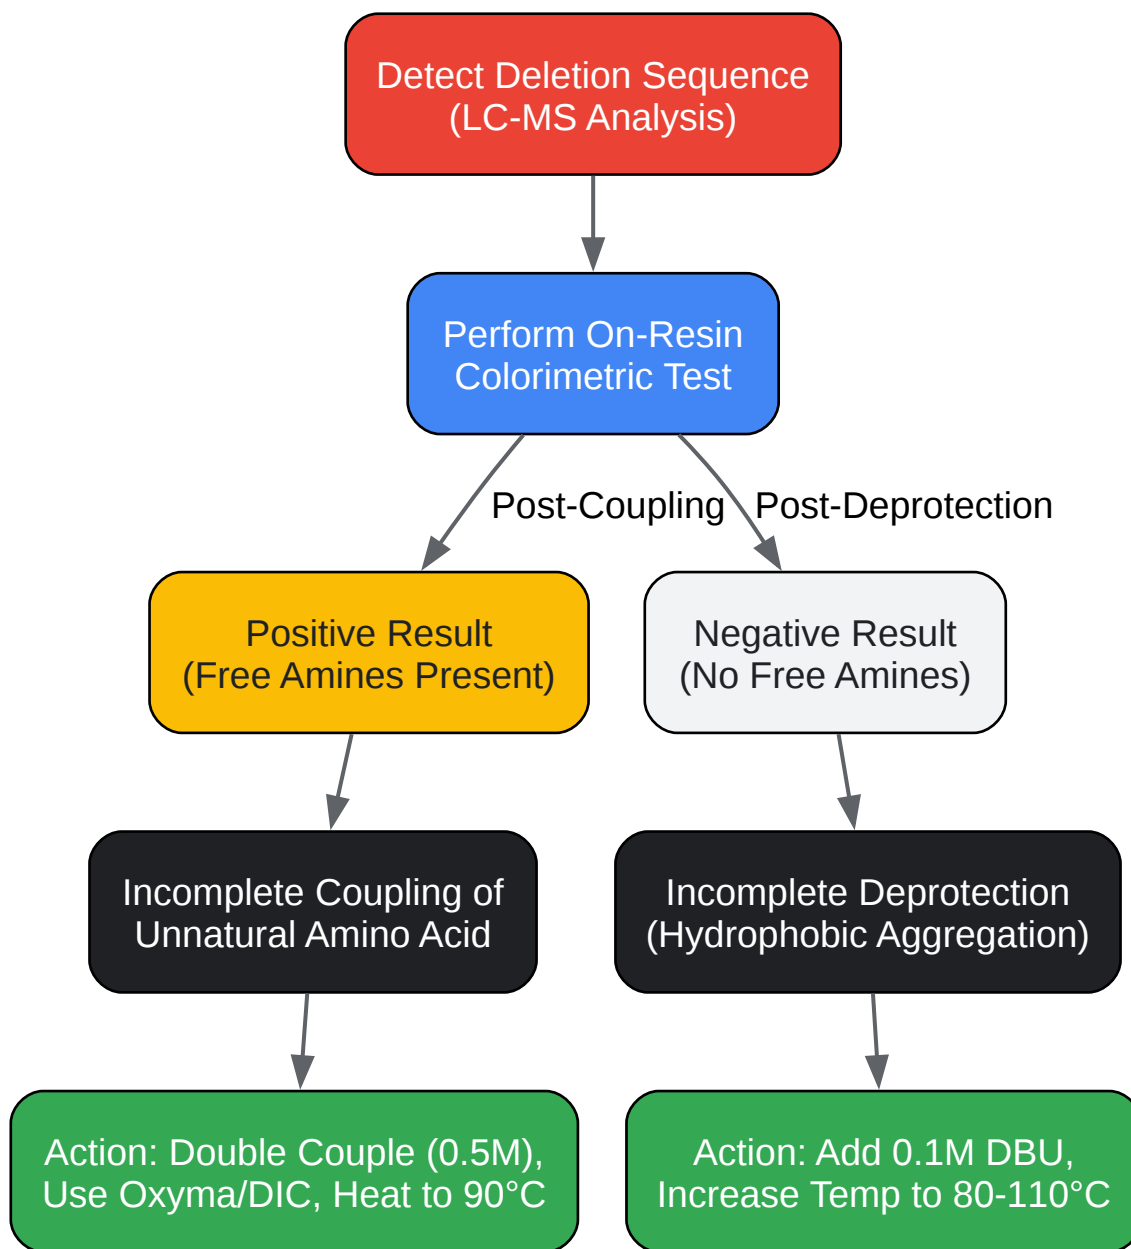 Detect Deletion Sequence
(LC-MS Analysis)
Perform On-Resin
Colorimetric Test
Post-Coupling
Post-Deprotection
Positive Result
(Free Amines Present)
Negative Result
(No Free Amines)
Incomplete Coupling of
Unnatural Amino Acid
Incomplete Deprotection
(Hydrophobic Aggregation)
Action: Double Couple (0.5M),
Use Oxyma/DIC, Heat to 90°C
Action: Add 0.1M DBU,
Increase Temp to 80-110°C